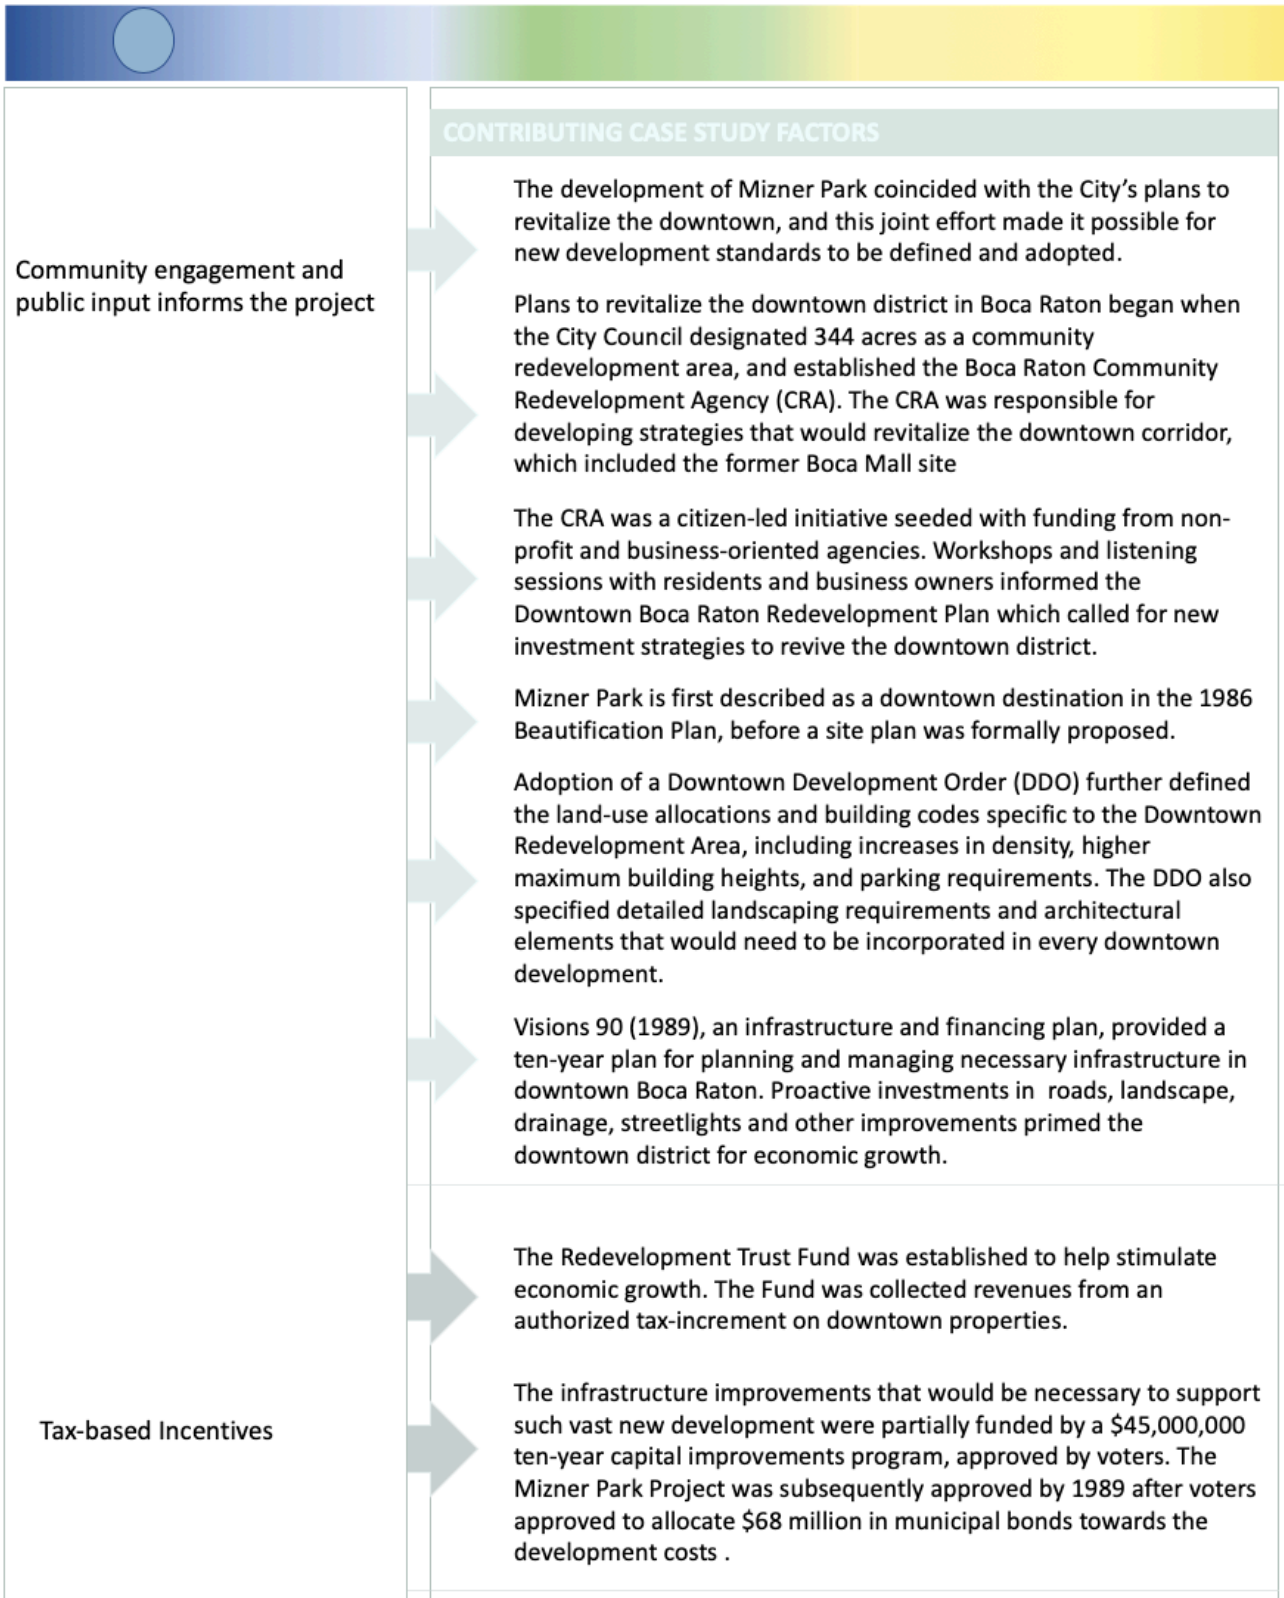 CONTRIBUTING CASE STUDY FACTORS
Community engagement and
public input informs the project
The development of Mizner Park coincided with the City’s plans to
revitalize the downtown, and this joint effort made it possible for
new development standards to be defined and adopted.
Plans to revitalize the downtown district in Boca Raton began when
the City Council designated 344 acres as a community
redevelopment area, and established the Boca Raton Community
Redevelopment Agency (CRA). The CRA was responsible for
developing strategies that would revitalize the downtown corridor,
which included the former Boca Mall site
The CRA was a citizen-led initiative seeded with funding from non-
profit and business-oriented agencies. Workshops and listening
sessions with residents and business owners informed the
Downtown Boca Raton Redevelopment Plan which called for new
investment strategies to revive the downtown district.
Mizner Park is first described as a downtown destination in the 1986
Beautification Plan, before a site plan was formally proposed.
Adoption of a Downtown Development Order (DDO) further defined
the land-use allocations and building codes specific to the Downtown
Redevelopment Area, including increases in density, higher
maximum building heights, and parking requirements. The DDO also
specified detailed landscaping requirements and architectural
elements that would need to be incorporated in every downtown
development.
Visions 90 (1989), an infrastructure and financing plan, provided a
ten-year plan for planning and managing necessary infrastructure in
downtown Boca Raton. Proactive investments in  roads, landscape,
drainage, streetlights and other improvements primed the
downtown district for economic growth.
Tax-based Incentives
The Redevelopment Trust Fund was established to help stimulate
economic growth. The Fund was collected revenues from an
authorized tax-increment on downtown properties.
The infrastructure improvements that would be necessary to support
such vast new development were partially funded by a $45,000,000
ten-year capital improvements program, approved by voters. The
Mizner Park Project was subsequently approved by 1989 after voters
approved to allocate $68 million in municipal bonds towards the
development costs .